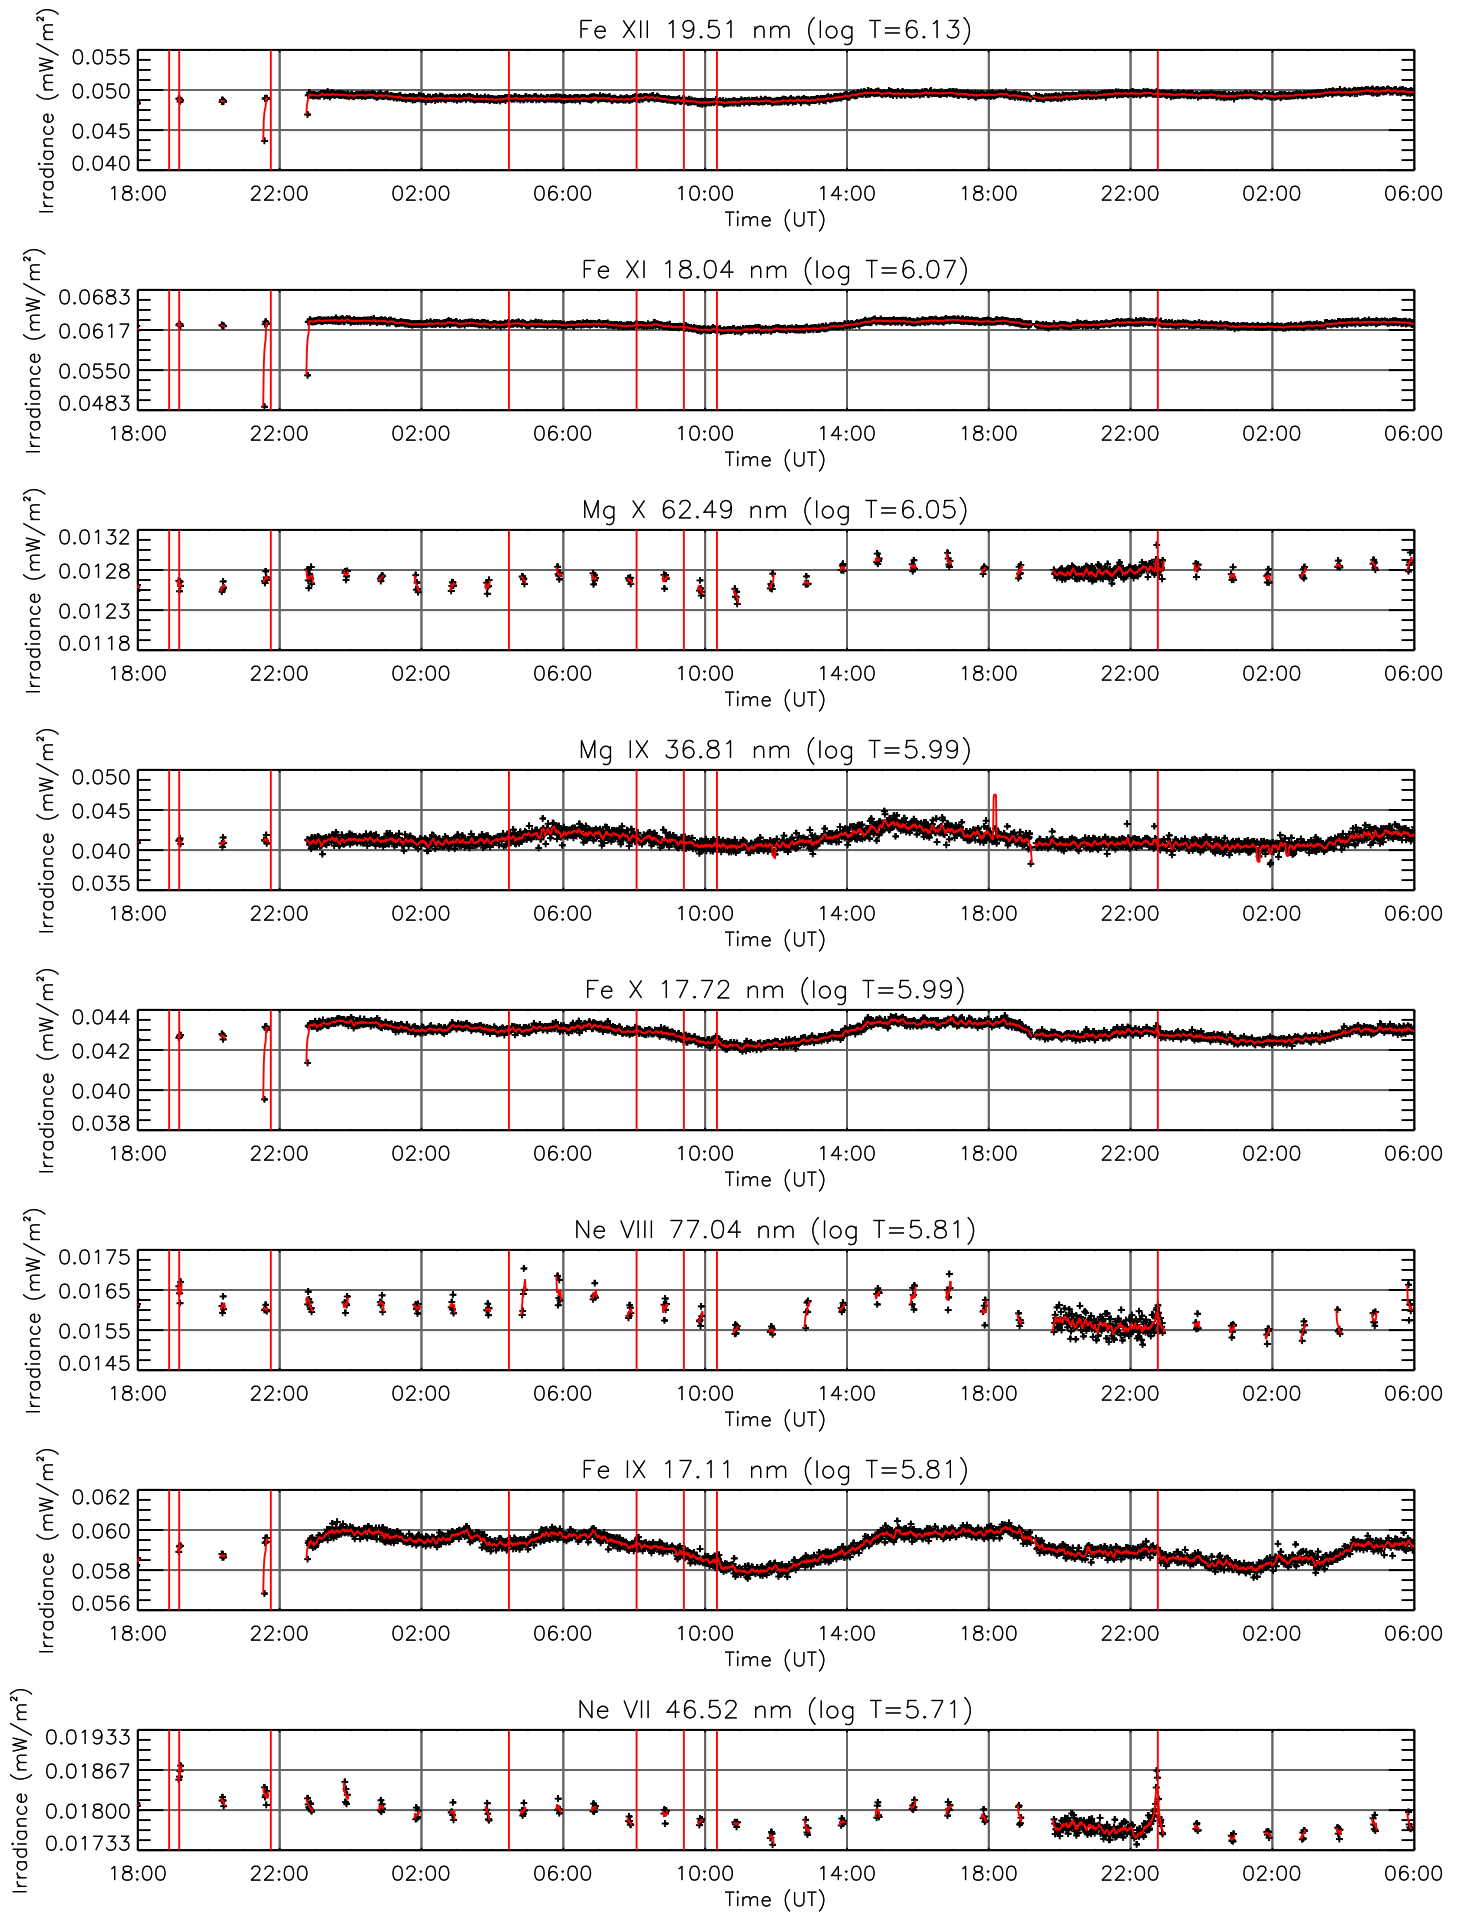 Fe XII 19.51 nm (log T=6.13)
Irradiance (mW/m²)
0.055
0.050
0.045
0.040
18:00 22:00 02:00 06:00 10:00 14:00 18:00 22:00 02:00 06:00
Time (UT)
Fe XI 18.04 nm (log T=6.07)
Irradiance (mW/m²)
0.0683
0.0617
0.0550
0.0483
18:00 22:00 02:00 06:00 10:00 14:00 18:00 22:00 02:00 06:00
Time (UT)
Mg X 62.49 nm (log T=6.05)
Irradiance (mW/m²)
0.0132
0.0128
0.0123
0.0118
18:00 22:00 02:00 06:00 10:00 14:00 18:00 22:00 02:00 06:00
Time (UT)
Mg IX 36.81 nm (log T=5.99)
Irradiance (mW/m²)
0.050
0.045
0.040
0.035
18:00 22:00 02:00 06:00 10:00 14:00 18:00 22:00 02:00 06:00
Time (UT)
Fe X 17.72 nm (log T=5.99)
Irradiance (mW/m²)
0.044
0.042
0.040
0.038
18:00 22:00 02:00 06:00 10:00 14:00 18:00 22:00 02:00 06:00
Time (UT)
Ne VIII 77.04 nm (log T=5.81)
Irradiance (mW/m²)
0.0175
0.0165
0.0155
0.0145
18:00 22:00 02:00 06:00 10:00 14:00 18:00 22:00 02:00 06:00
Time (UT)
Fe IX 17.11 nm (log T=5.81)
Irradiance (mW/m²)
0.062
0.060
0.058
0.056
18:00 22:00 02:00 06:00 10:00 14:00 18:00 22:00 02:00 06:00
Time (UT)
Ne VII 46.52 nm (log T=5.71)
Irradiance (mW/m²)
0.01933
0.01867
0.01800
0.01733
18:00 22:00 02:00 06:00 10:00 14:00 18:00 22:00 02:00 06:00
Time (UT)